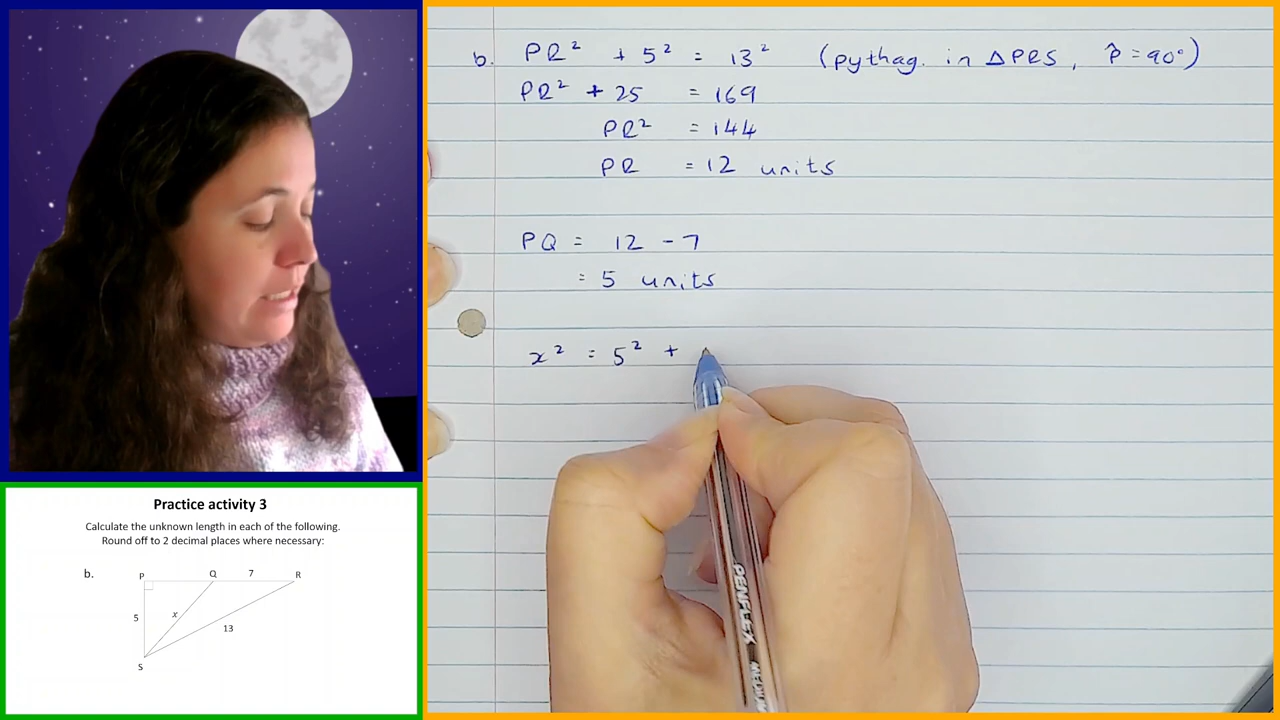 b. PR² + 5² = 13² (pythag. in △PRS, P̂ = 90°)
PR² + 25 = 169
PR² = 144
PR = 12 units
PQ = 12 - 7
= 5 units
x² = 5² +
PENFLEX
Practice activity 3
Calculate the unknown length in each of the following.
Round off to 2 decimal places where necessary:
b.
P Q 7 R
5 x
13
S